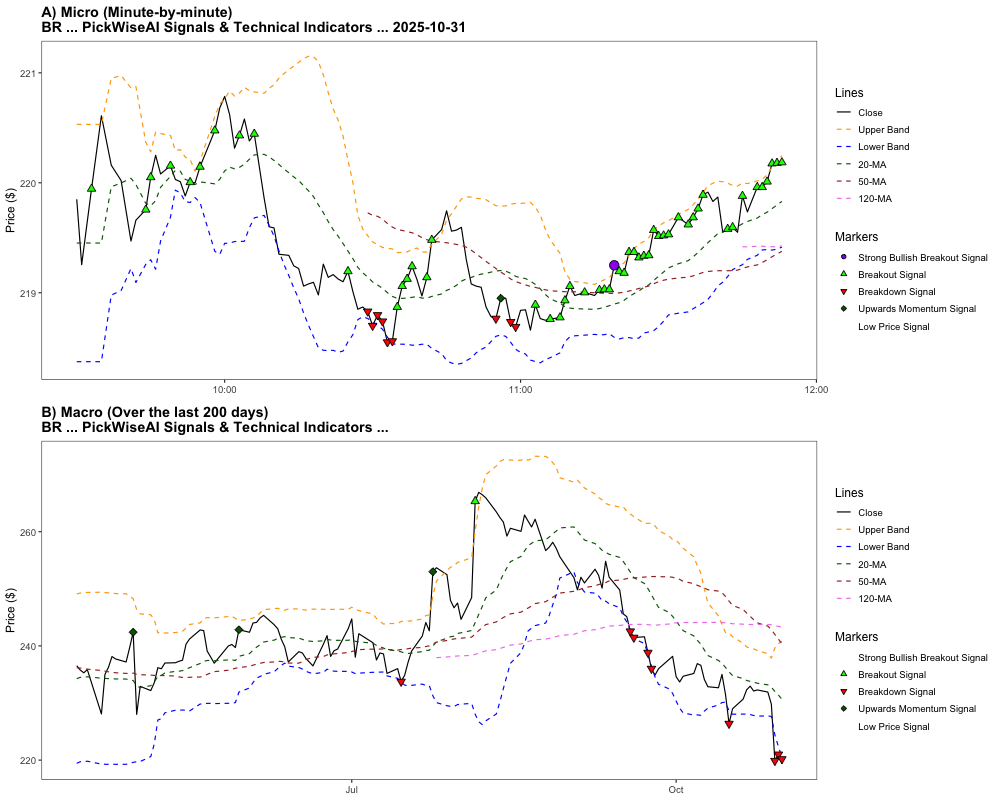 A) Micro (Minute-by-minute)
BR ... PickWiseAI Signals & Technical Indicators ... 2025-10-31
Price ($)
221
220
219
10:00
11:00
12:00
Lines
Close
Upper Band
Lower Band
20-MA
50-MA
120-MA
Markers
Strong Bullish Breakout Signal
Breakout Signal
Breakdown Signal
Upwards Momentum Signal
Low Price Signal
B) Macro (Over the last 200 days)
BR ... PickWiseAI Signals & Technical Indicators ...
Price ($)
260
240
220
Jul
Oct
Lines
Close
Upper Band
Lower Band
20-MA
50-MA
120-MA
Markers
Strong Bullish Breakout Signal
Breakout Signal
Breakdown Signal
Upwards Momentum Signal
Low Price Signal